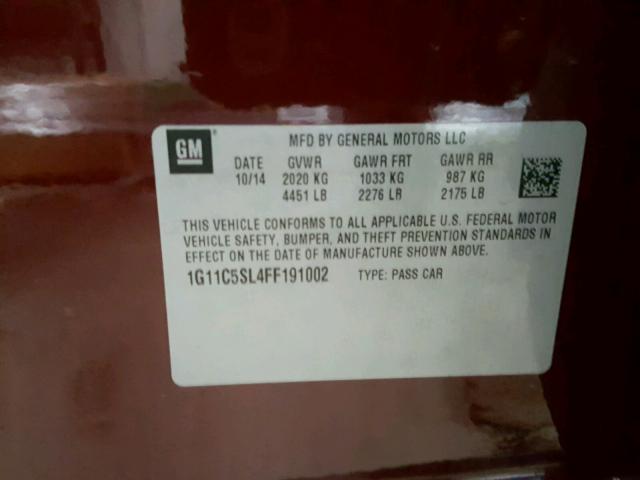 GM
MFD BY GENERAL MOTORS LLC
DATE GVWR GAWR FRT GAWR RR
10/14 2020 KG 1033 KG 987 KG
4451 LB 2276 LB 2175 LB
THIS VEHICLE CONFORMS TO ALL APPLICABLE U.S. FEDERAL MOTOR
VEHICLE SAFETY, BUMPER, AND THEFT PREVENTION STANDARDS IN
EFFECT ON THE DATE OF MANUFACTURE SHOWN ABOVE.
1G11C5SL4FF191002 TYPE: PASS CAR